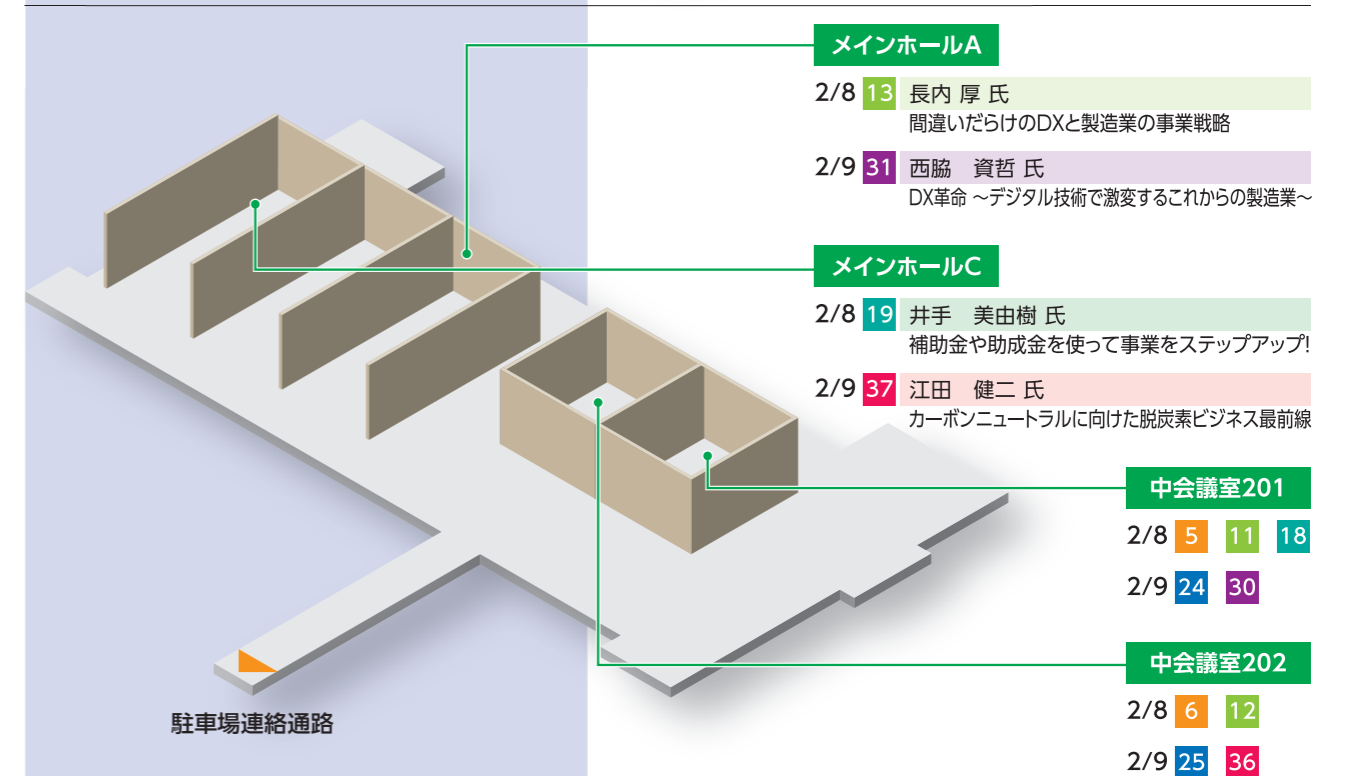 メインホールA
2/8 13 長内 厚 氏
間違いだらけのDXと製造業の事業戦略
2/9 31 西脇　資哲 氏
DX革命 ～デジタル技術で激変するこれからの製造業～
メインホールC
2/8 19 井手　美由樹 氏
補助金や助成金を使って事業をステップアップ!
2/9 37 江田　健二 氏
カーボンニュートラルに向けた脱炭素ビジネス最前線
中会議室201
2/8 5 11 18
2/9 24 30
中会議室202
2/8 6 12
2/9 25 36
駐車場連絡通路